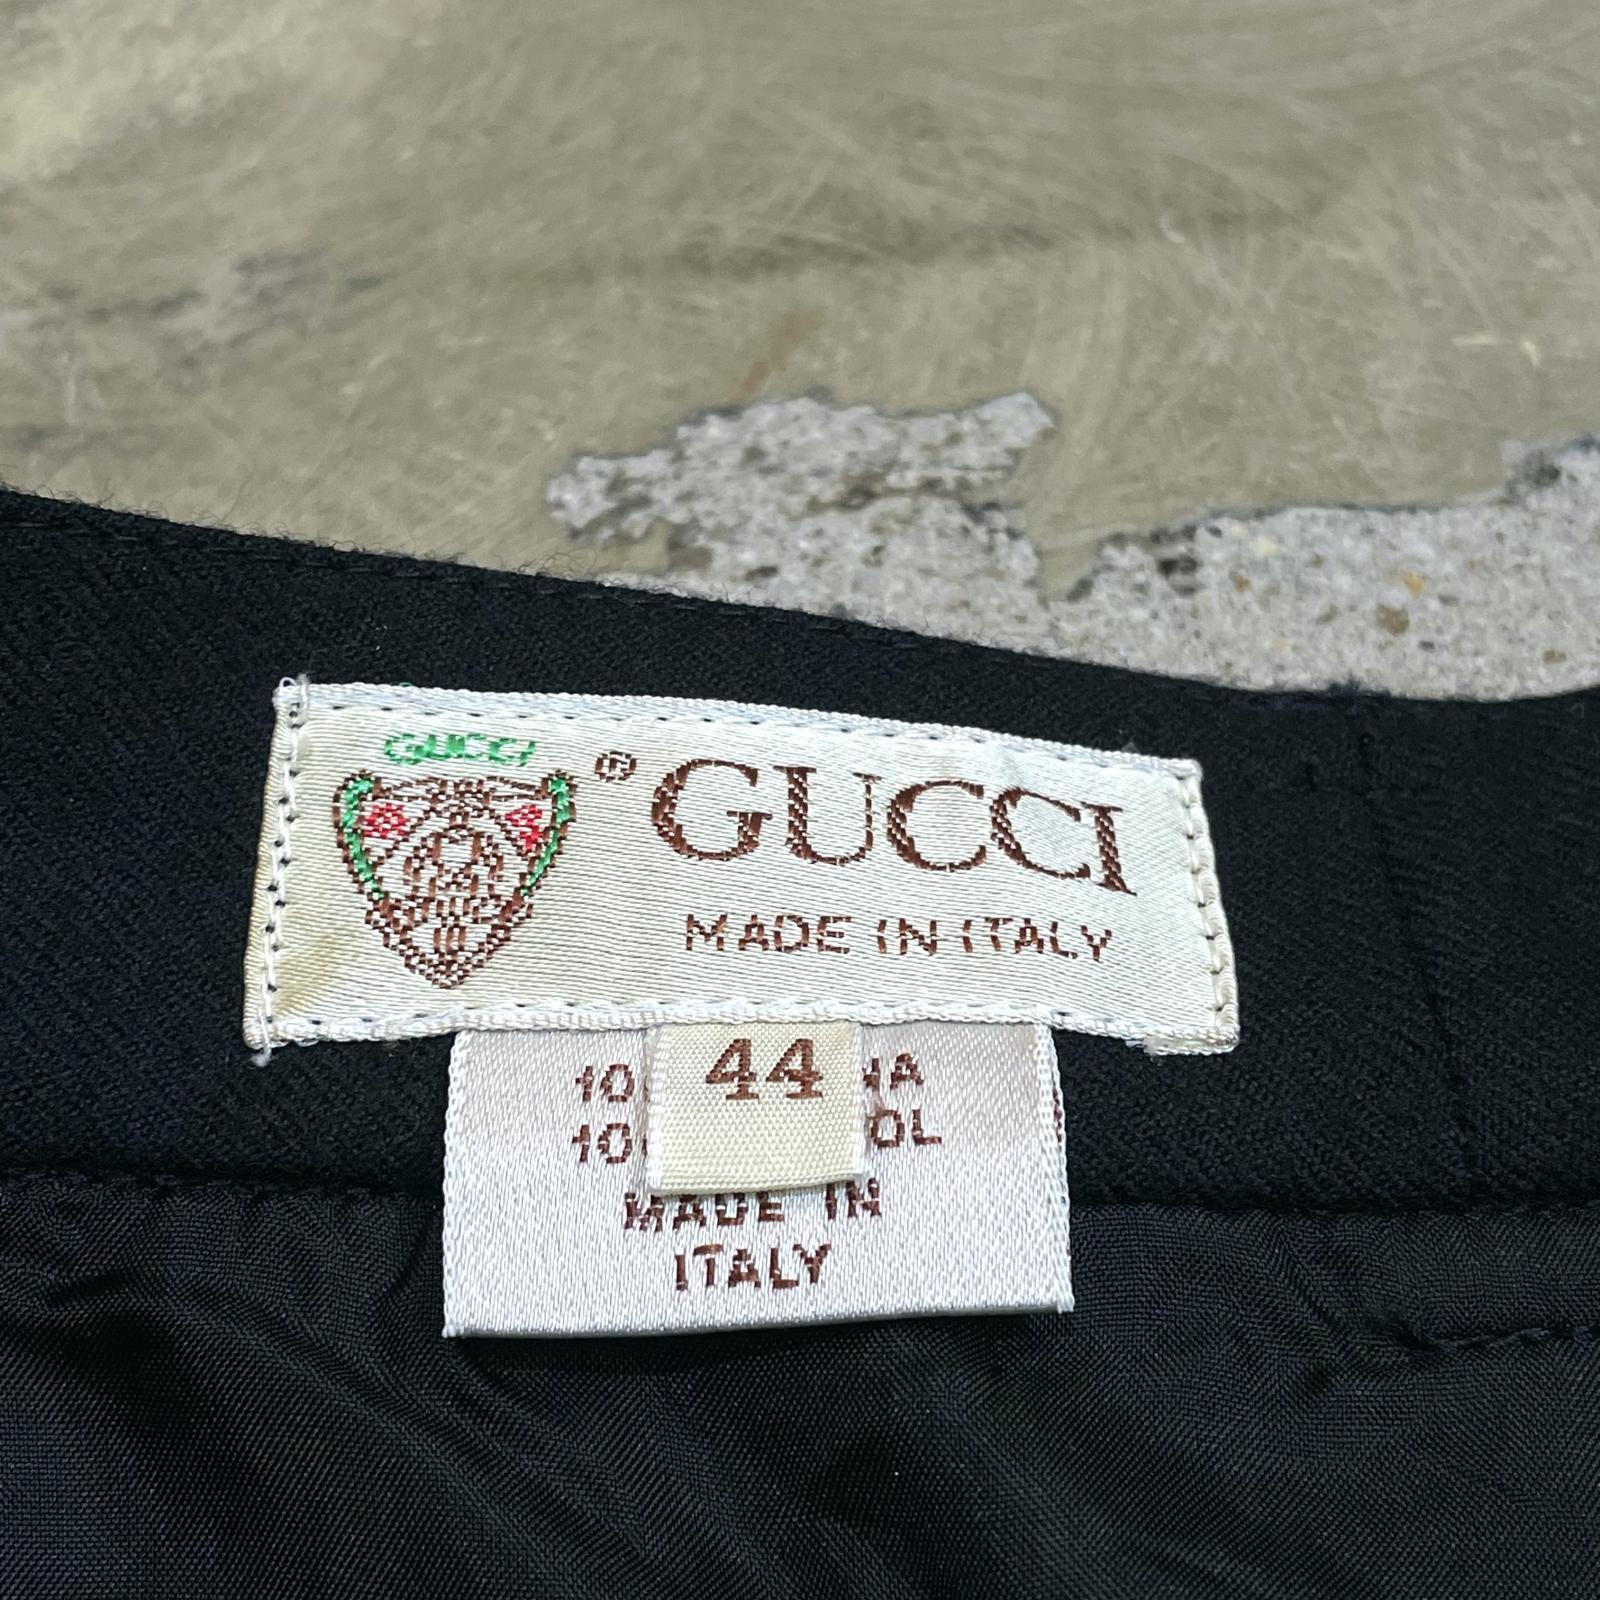 GUCCI
® GUCCI
MADE IN ITALY
44
MADE IN
ITALY